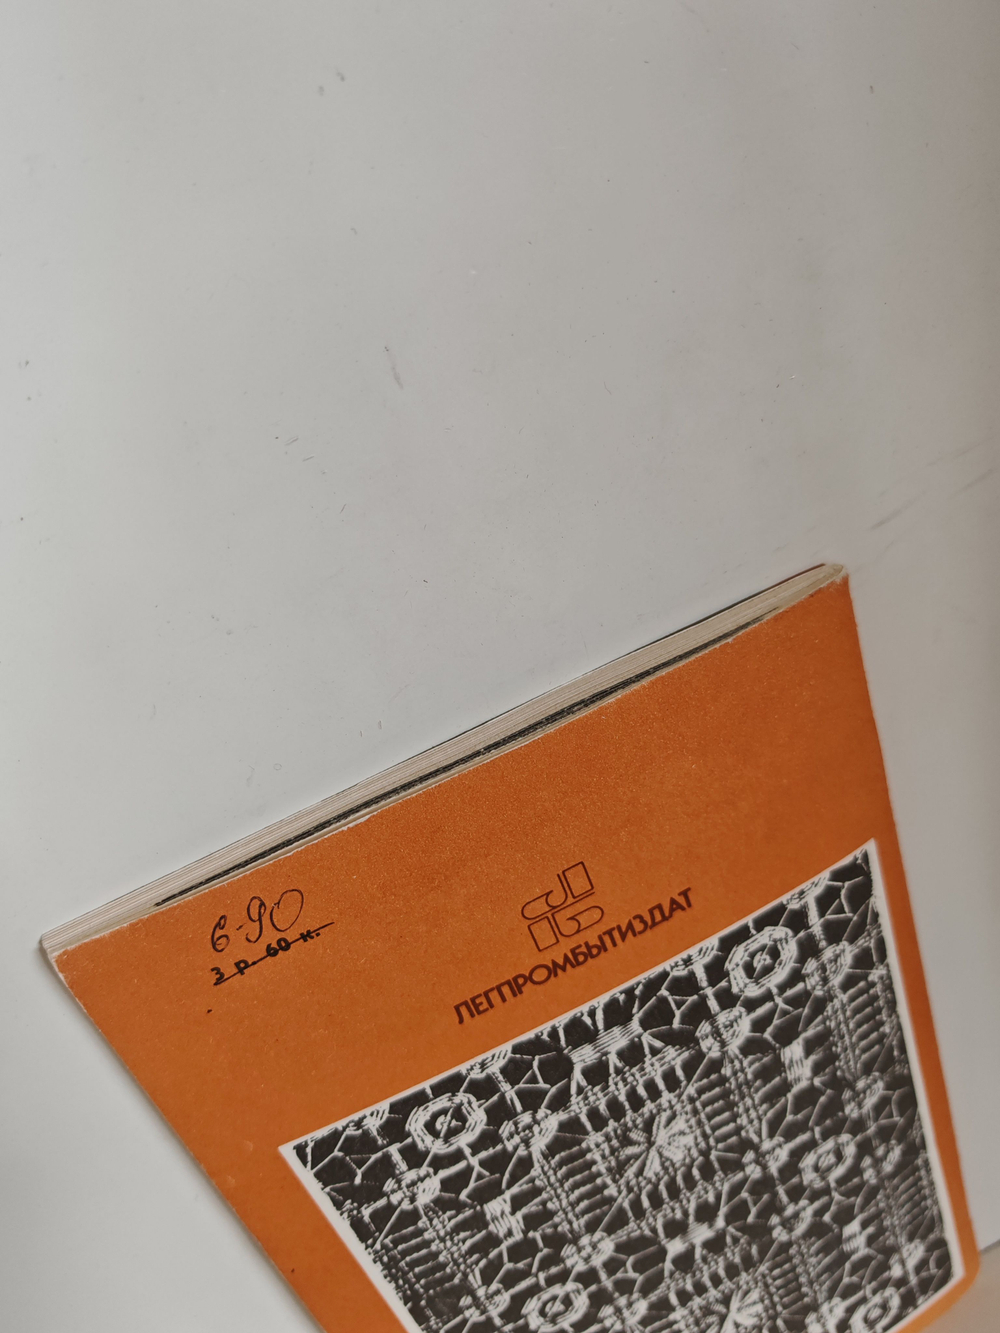 6-90
3 р. 60 к.
ЛЕГПРОМБЫТИЗДАТ